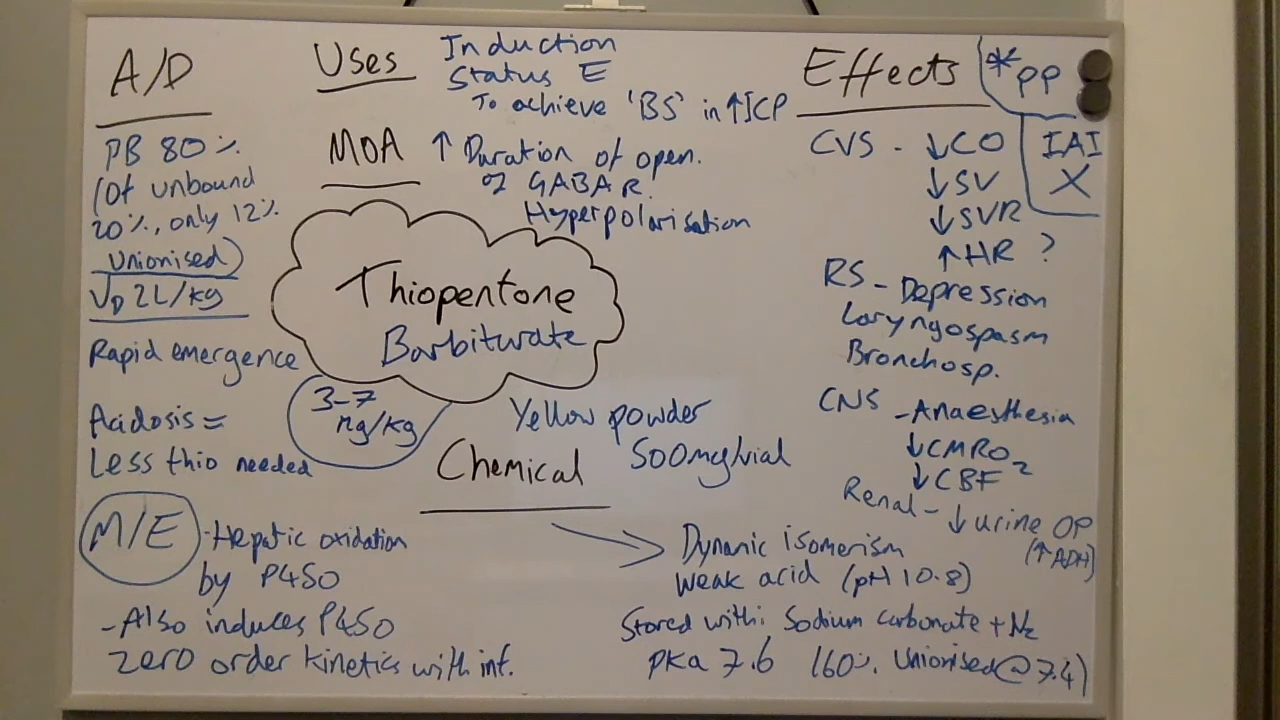 A/D
PB 80%
(Of unbound
20%, only 12%
unionised)
VD 2L/kg
Rapid emergence
Acidosis =
Less thio needed
M/E - Hepatic oxidation
by P450
- Also induces P450
Zero order kinetics with inf.
Uses Induction
Status E
To achieve 'BS' in ↑ICP
MOA ↑ Duration of open.
of GABAR.
Hyperpolarisation
Thiopentone
Barbiturate
3-7
mg/kg
Chemical
Yellow powder
500mg/vial
Dynamic isomerism
weak acid (pH 10.8)
Stored with: Sodium carbonate + N2
pKa 7.6 (60% Unionised @ 7.4)
Effects
*PP
IAI
X
CVS - ↓CO
↓SV
↓SVR
↑HR ?
RS - Depression
Laryngospasm
Bronchosp.
CNS - Anaesthesia
↓CMRO2
↓CBF
Renal - ↓urine OP
(↑ADH)